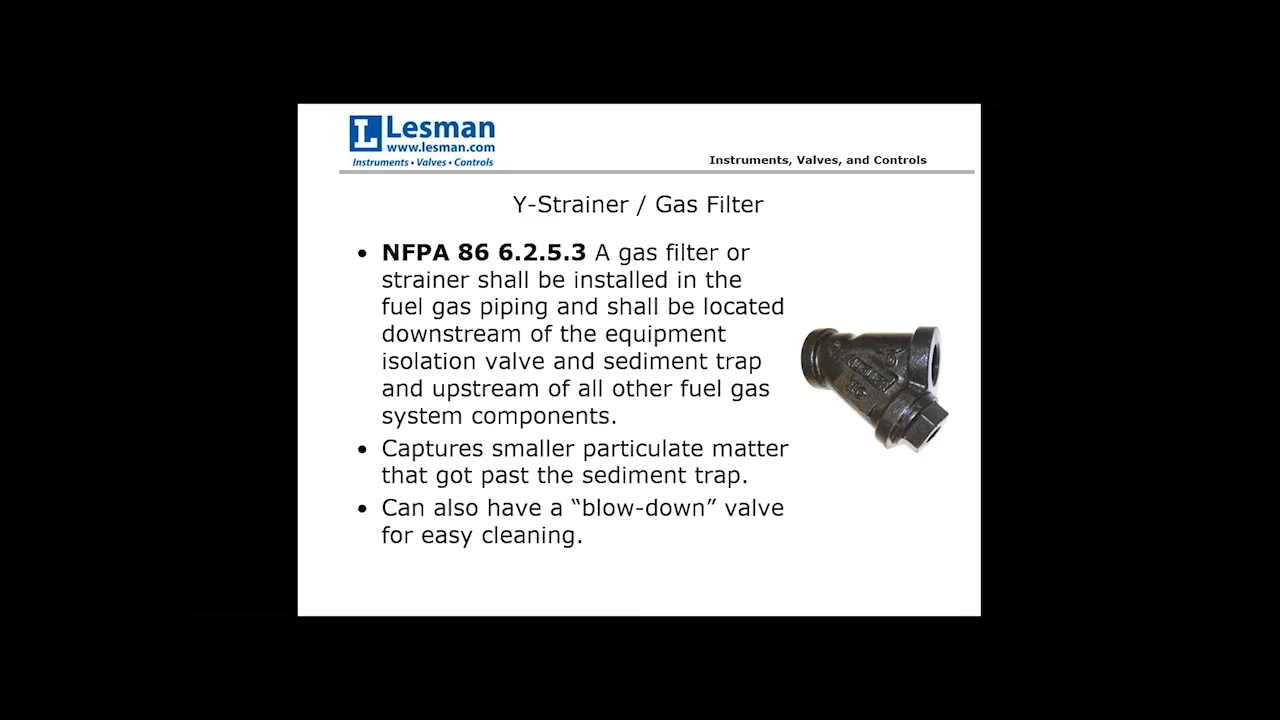 L Lesman
www.lesman.com
Instruments • Valves • Controls
Instruments, Valves, and Controls
Y-Strainer / Gas Filter
• NFPA 86 6.2.5.3 A gas filter or
strainer shall be installed in the
fuel gas piping and shall be located
downstream of the equipment
isolation valve and sediment trap
and upstream of all other fuel gas
system components.
• Captures smaller particulate matter
that got past the sediment trap.
• Can also have a “blow-down” valve
for easy cleaning.